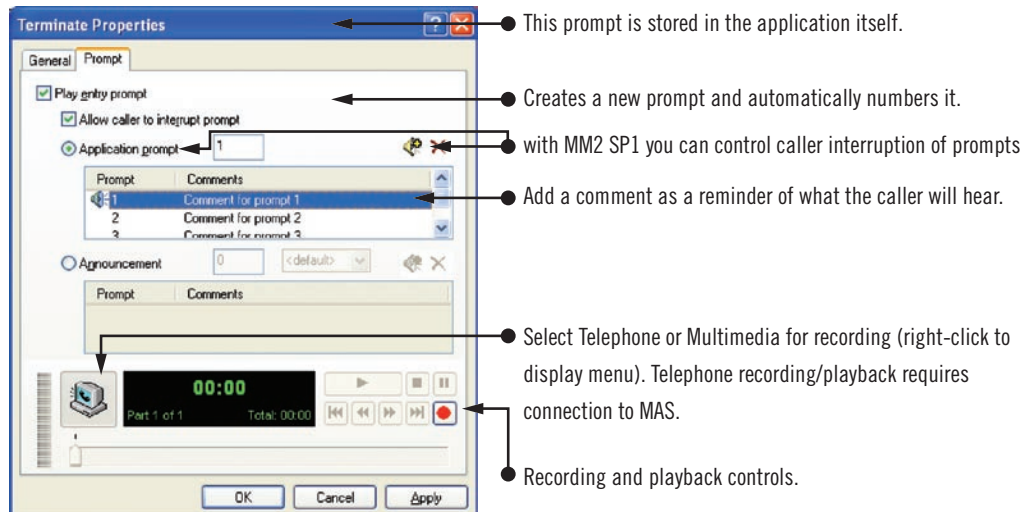 Terminate Properties
This prompt is stored in the application itself.
General Prompt
Play entry prompt
Creates a new prompt and automatically numbers it.
Allow caller to interrupt prompt
Application prompt 1
with MM2 SP1 you can control caller interruption of prompts
Prompt Comments
1 Comment for prompt 1
Add a comment as a reminder of what the caller will hear.
2 Comment for prompt 2
3 Comment for prompt 3
Announcement 0 <default>
Prompt Comments
Select Telephone or Multimedia for recording (right-click to
display menu). Telephone recording/playback requires
connection to MAS.
00:00
Part 1 of 1 Total: 00:00
Recording and playback controls.
OK Cancel Apply